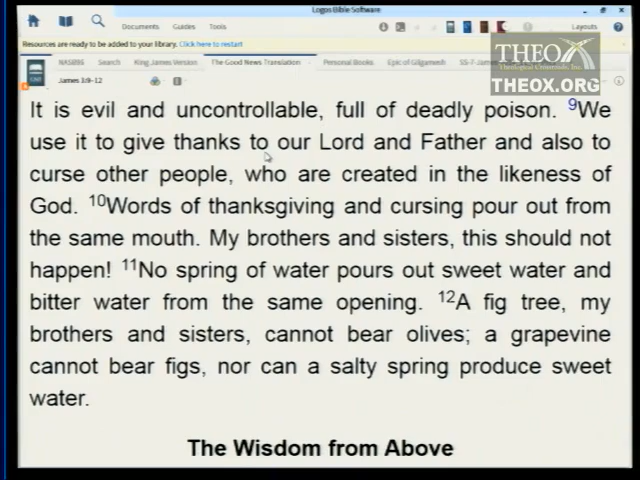 Logos Bible Software
Documents Guides Tools Layouts
Resources are ready to be added to your library. Click here to restart
NASB95 Search King James Version The Good News Translation Personal Books Epic of Gilgamesh
James 3:9–12
THEOX
THEOX.ORG
It is evil and uncontrollable, full of deadly poison. 9We
use it to give thanks to our Lord and Father and also to
curse other people, who are created in the likeness of
God. 10Words of thanksgiving and cursing pour out from
the same mouth. My brothers and sisters, this should not
happen! 11No spring of water pours out sweet water and
bitter water from the same opening. 12A fig tree, my
brothers and sisters, cannot bear olives; a grapevine
cannot bear figs, nor can a salty spring produce sweet
water.
The Wisdom from Above